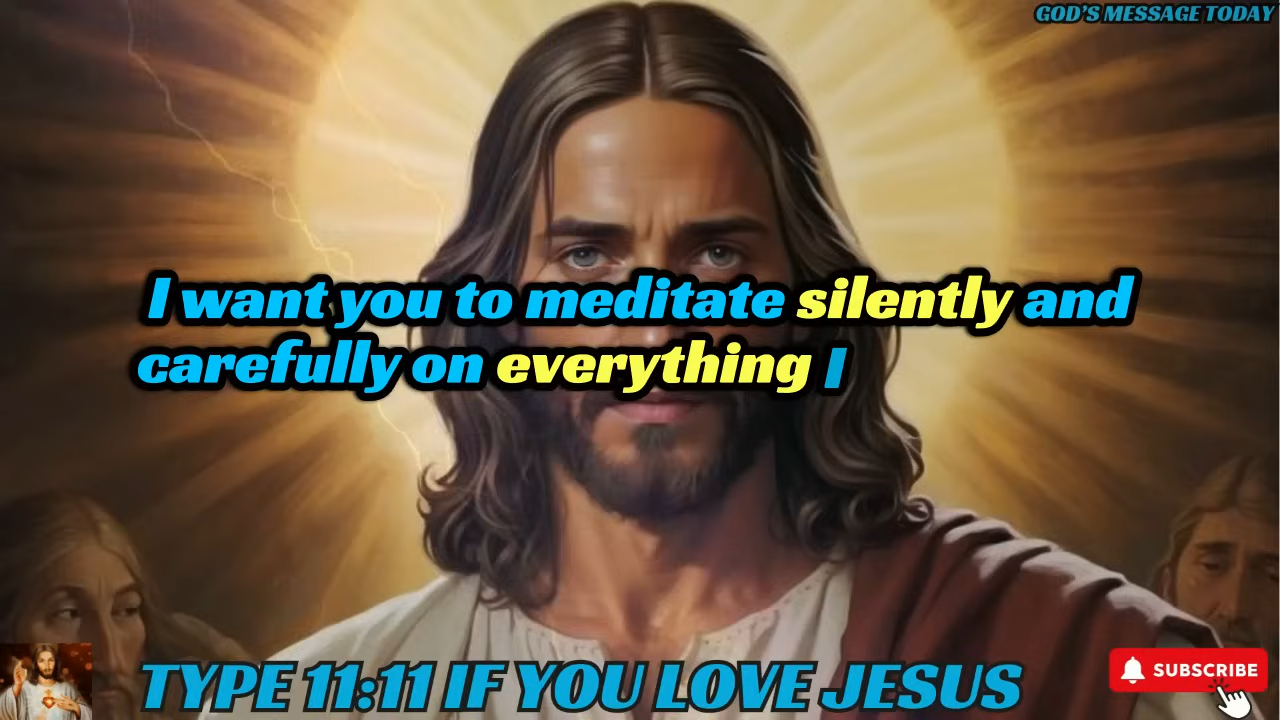 GOD'S MESSAGE TODAY
I want you to meditate silently and
carefully on everything I
TYPE 11:11 IF YOU LOVE JESUS
SUBSCRIBE